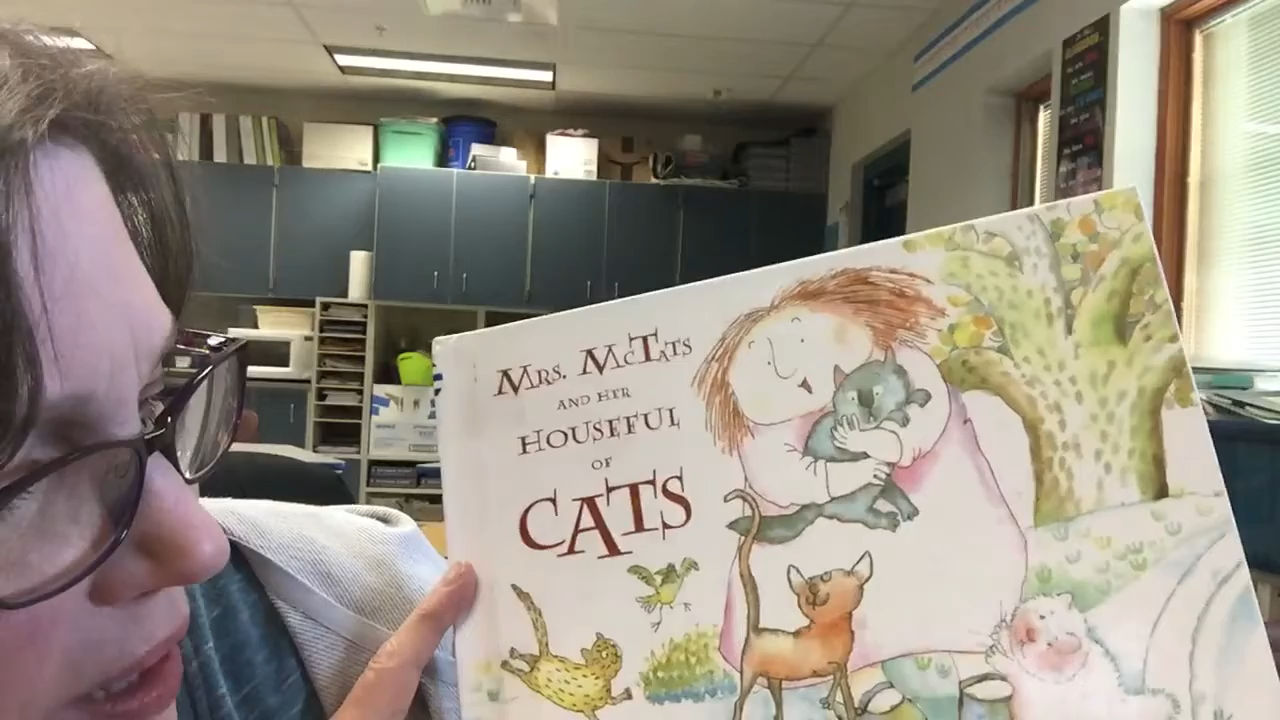 MRS. MCTATS
AND HER
HOUSEFUL
OF
CATS